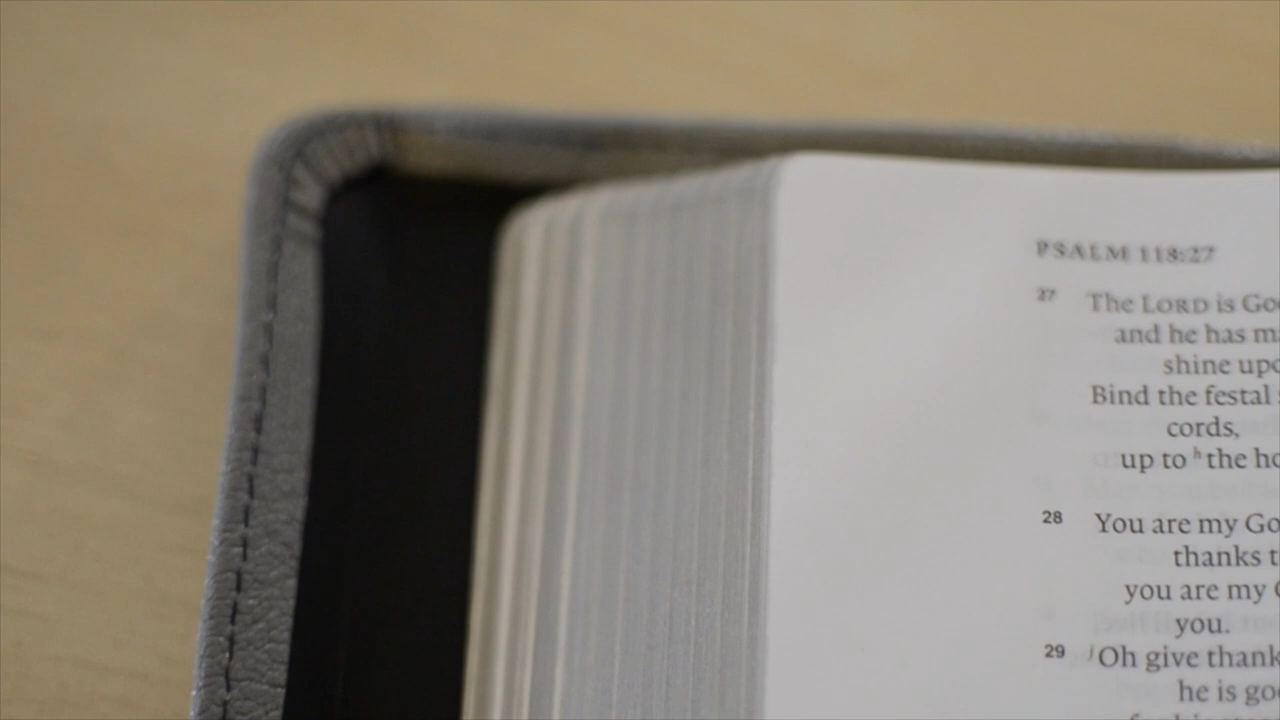 PSALM 118:27
27 The LORD is Go
and he has m
shine upo
Bind the festal s
cords,
up to h the ho
28 You are my Go
thanks t
you are my G
you.
29 j Oh give thank
he is goo